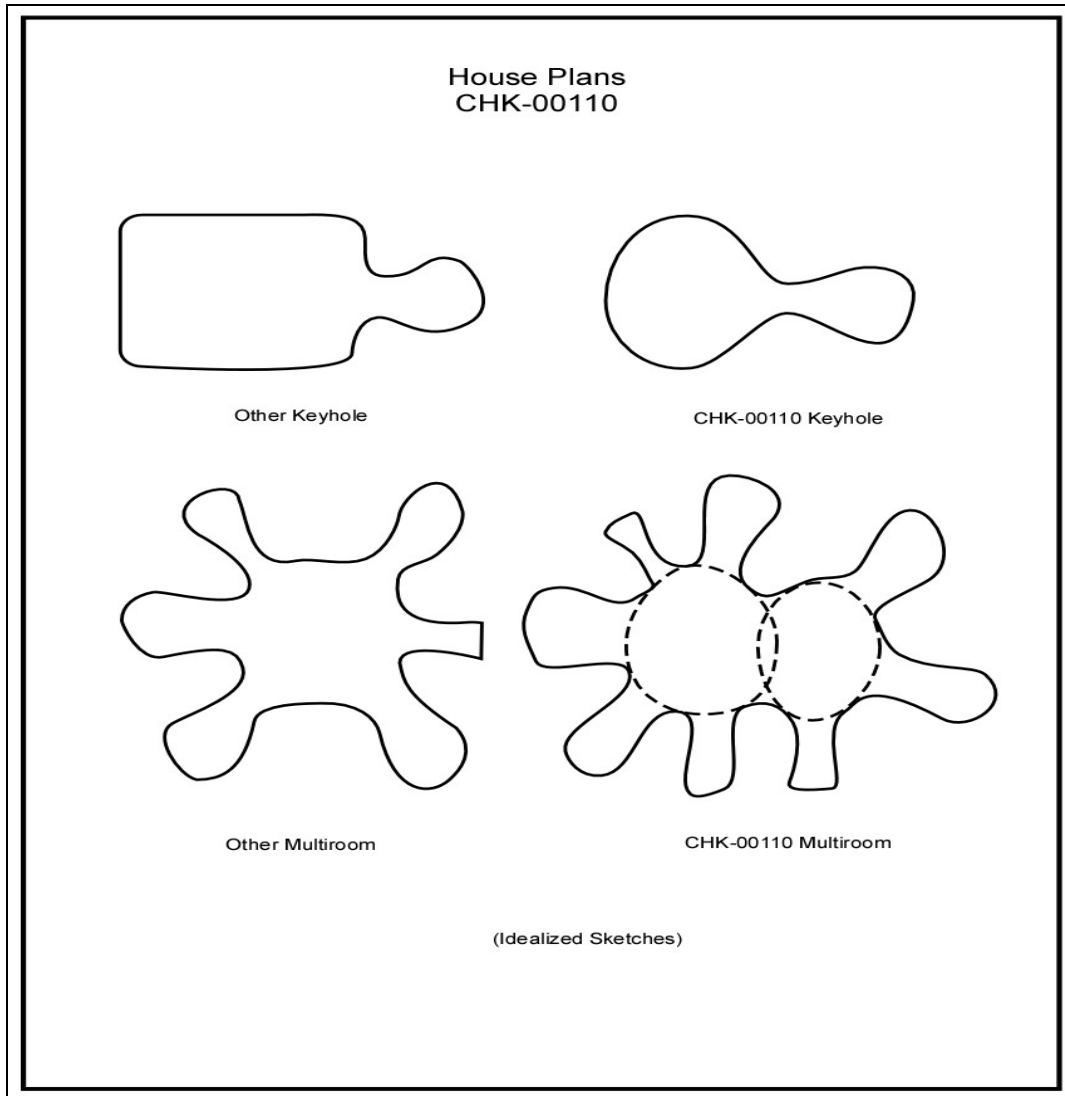 House Plans
CHK-00110
Other Keyhole
CHK-00110 Keyhole
Other Multiroom
CHK-00110 Multiroom
(Idealized Sketches)